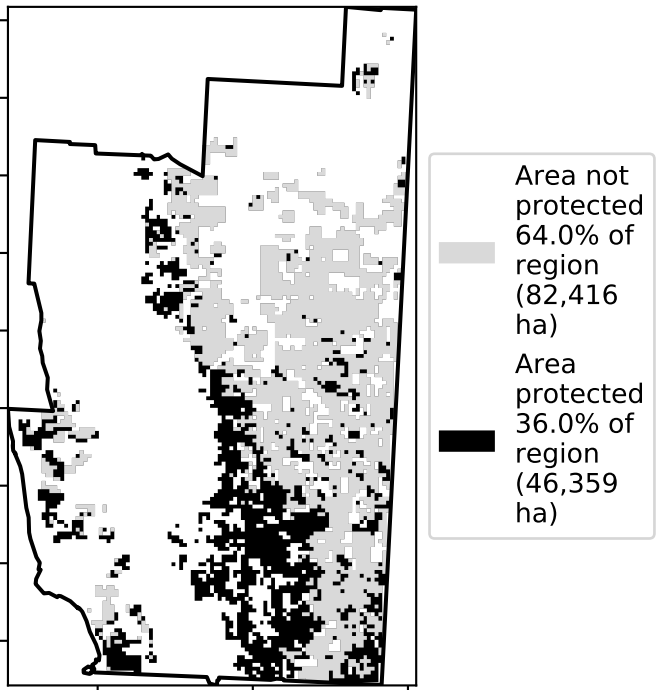 Area not
protected
64.0% of
region
(82,416
ha)
Area
protected
36.0% of
region
(46,359
ha)